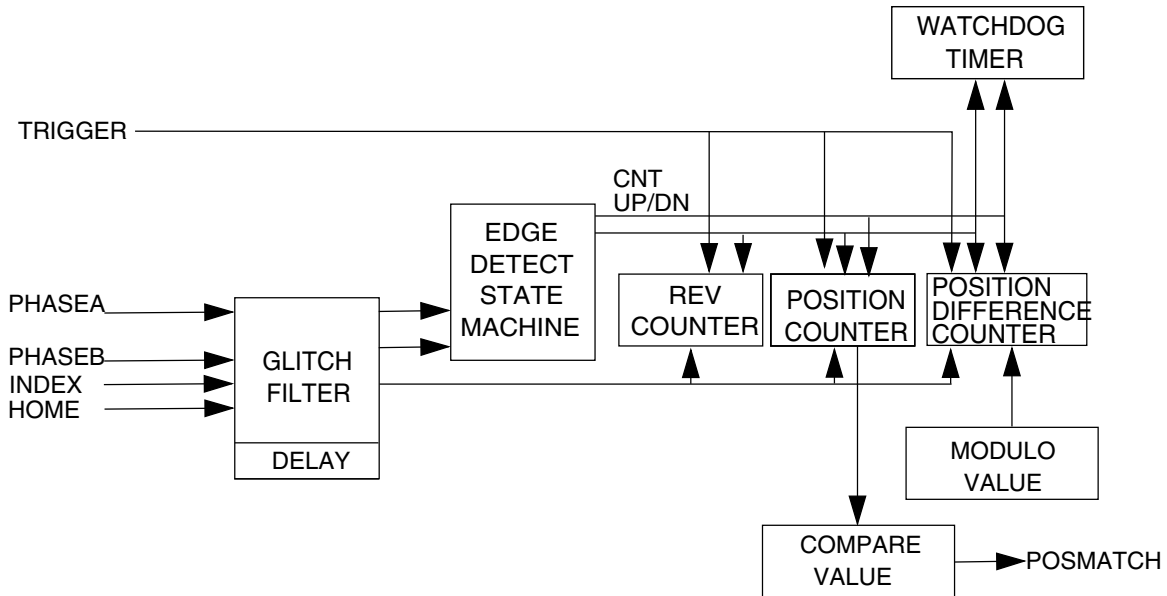 WATCHDOG
TIMER
TRIGGER
CNT
UP/DN
EDGE
DETECT
STATE
MACHINE
REV
COUNTER
POSITION
COUNTER
POSITION
DIFFERENCE
COUNTER
PHASEA
PHASEB
INDEX
HOME
GLITCH
FILTER
DELAY
MODULO
VALUE
COMPARE
VALUE
POSMATCH